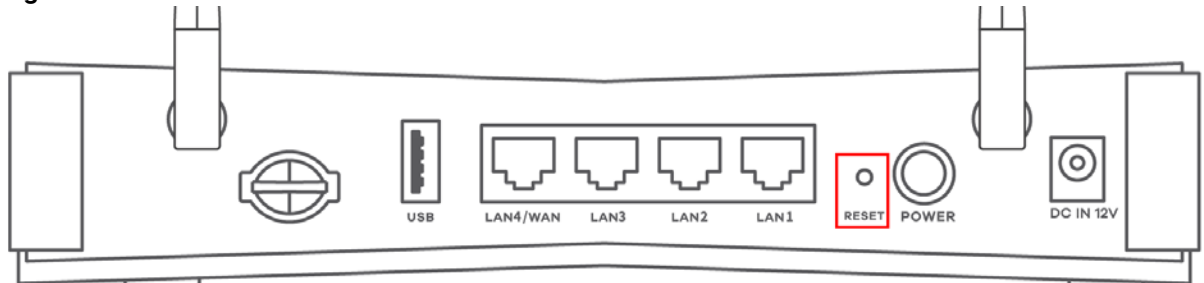 USB
LAN4/WAN
LAN3
LAN2
LAN1
RESET
POWER
DC IN 12V